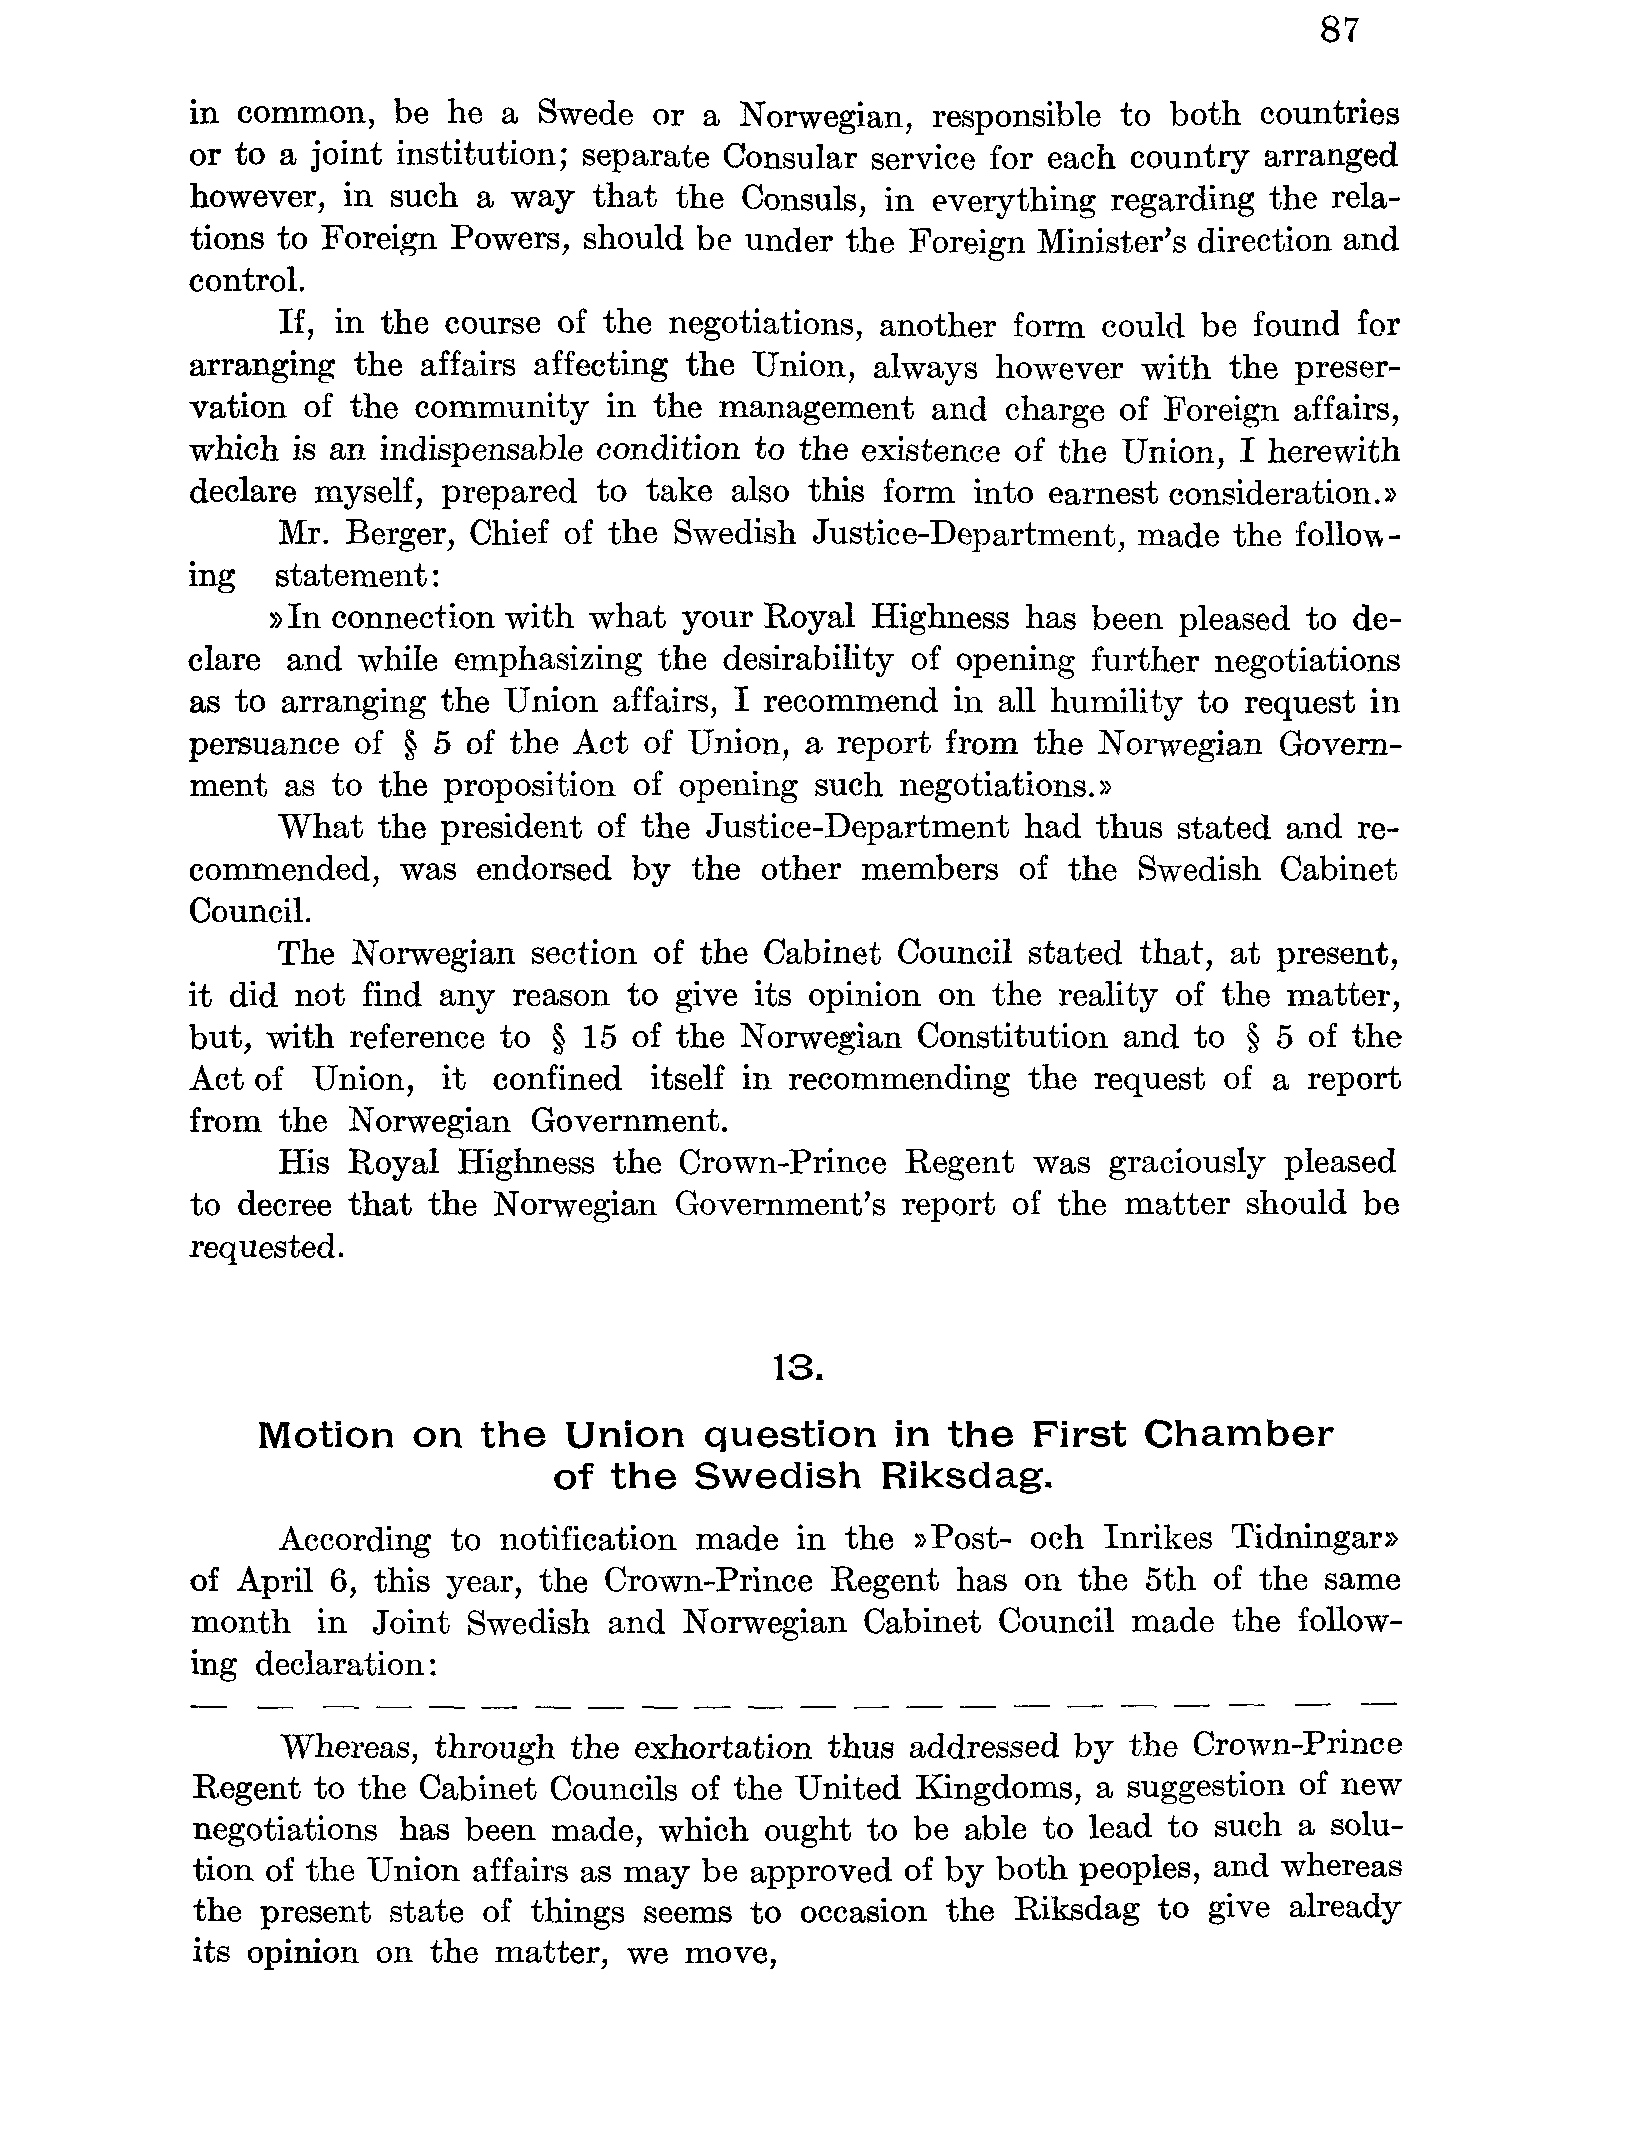 87
in common, be he a Swede or a Norwegian, responsible to both countries
or to a joint institution; separate Consular service for each country arranged
however, in such a way that the Consuls, in everything regarding the rela-
tions to Foreign Powers, should be under the Foreign Minister's direction and
control.
If, in the course of the negotiations, another form could be found for
arranging the affairs affecting the Union, always however with the preser-
vation of the community in the management and charge of Foreign affairs,
which is an indispensable condition to the existence of the Union, I herewith
declare myself, prepared to take also this form into earnest consideration.»
Mr. Berger, Chief of the Swedish Justice-Department, made the follow-
ing statement:
»In connection with what your Royal Highness has been pleased to de-
clare and while emphasizing the desirability of opening further negotiations
as to arranging the Union affairs, I recommend in all humility to request in
persuance of § 5 of the Act of Union, a report from the Norwegian Govern-
ment as to the proposition of opening such negotiations.»
What the president of the Justice-Department had thus stated and re-
commended, was endorsed by the other members of the Swedish Cabinet
Council.
The Norwegian section of the Cabinet Council stated that, at present,
it did not find any reason to give its opinion on the reality of the matter,
but, with reference to § 15 of the Norwegian Constitution and to § 5 of the
Act of Union, it confined itself in recommending the request of a report
from the Norwegian Government.
His Royal Highness the Crown-Prince Regent was graciously pleased
to decree that the Norwegian Government's report of the matter should be
requested.
13.
Motion on the Union question in the First Chamber
of the Swedish Riksdag.
According to notification made in the »Post- och Inrikes Tidningar»
of April 6, this year, the Crown-Prince Regent has on the 5th of the same
month in Joint Swedish and Norwegian Cabinet Council made the follow-
ing declaration:
— — — — — — — — — — — — — — — — — — — — — — —
Whereas, through the exhortation thus addressed by the Crown-Prince
Regent to the Cabinet Councils of the United Kingdoms, a suggestion of new
negotiations has been made, which ought to be able to lead to such a solu-
tion of the Union affairs as may be approved of by both peoples, and whereas
the present state of things seems to occasion the Riksdag to give already
its opinion on the matter, we move,